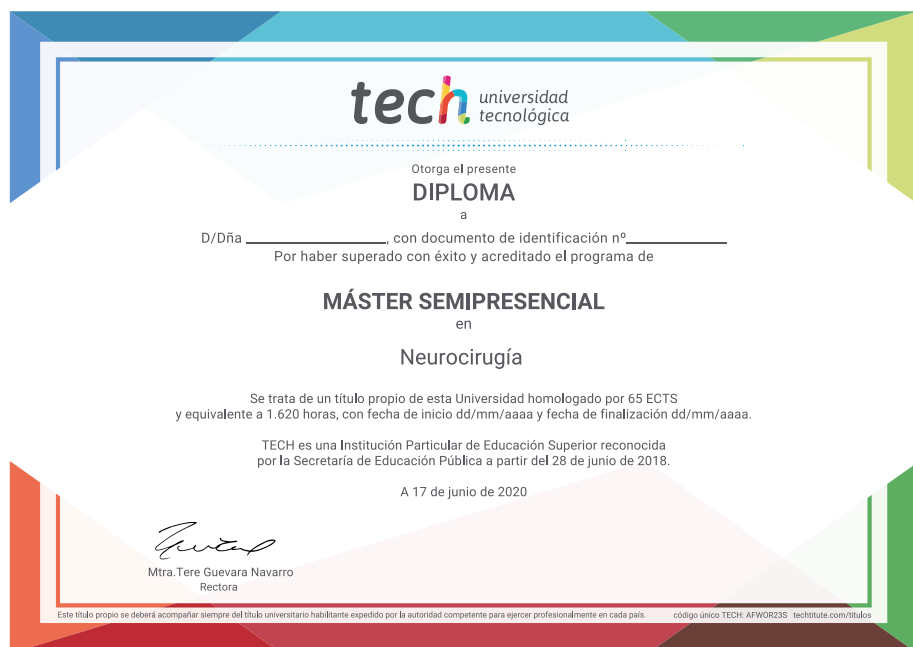 tech universidad
tecnológica
Otorga el presente
DIPLOMA
a
D/Dña ____________________, con documento de identificación nº______________
Por haber superado con éxito y acreditado el programa de
MÁSTER SEMIPRESENCIAL
en
Neurocirugía
Se trata de un título propio de esta Universidad homologado por 65 ECTS
y equivalente a 1.620 horas, con fecha de inicio dd/mm/aaaa y fecha de finalización dd/mm/aaaa.
TECH es una Institución Particular de Educación Superior reconocida
por la Secretaría de Educación Pública a partir del 28 de junio de 2018.
A 17 de junio de 2020
Mtra.Tere Guevara Navarro
Rectora
Este título propio se deberá acompañar siempre del título universitario habilitante expedido por la autoridad competente para ejercer profesionalmente en cada país. código único TECH: AFWOR23S techtitute.com/titulos